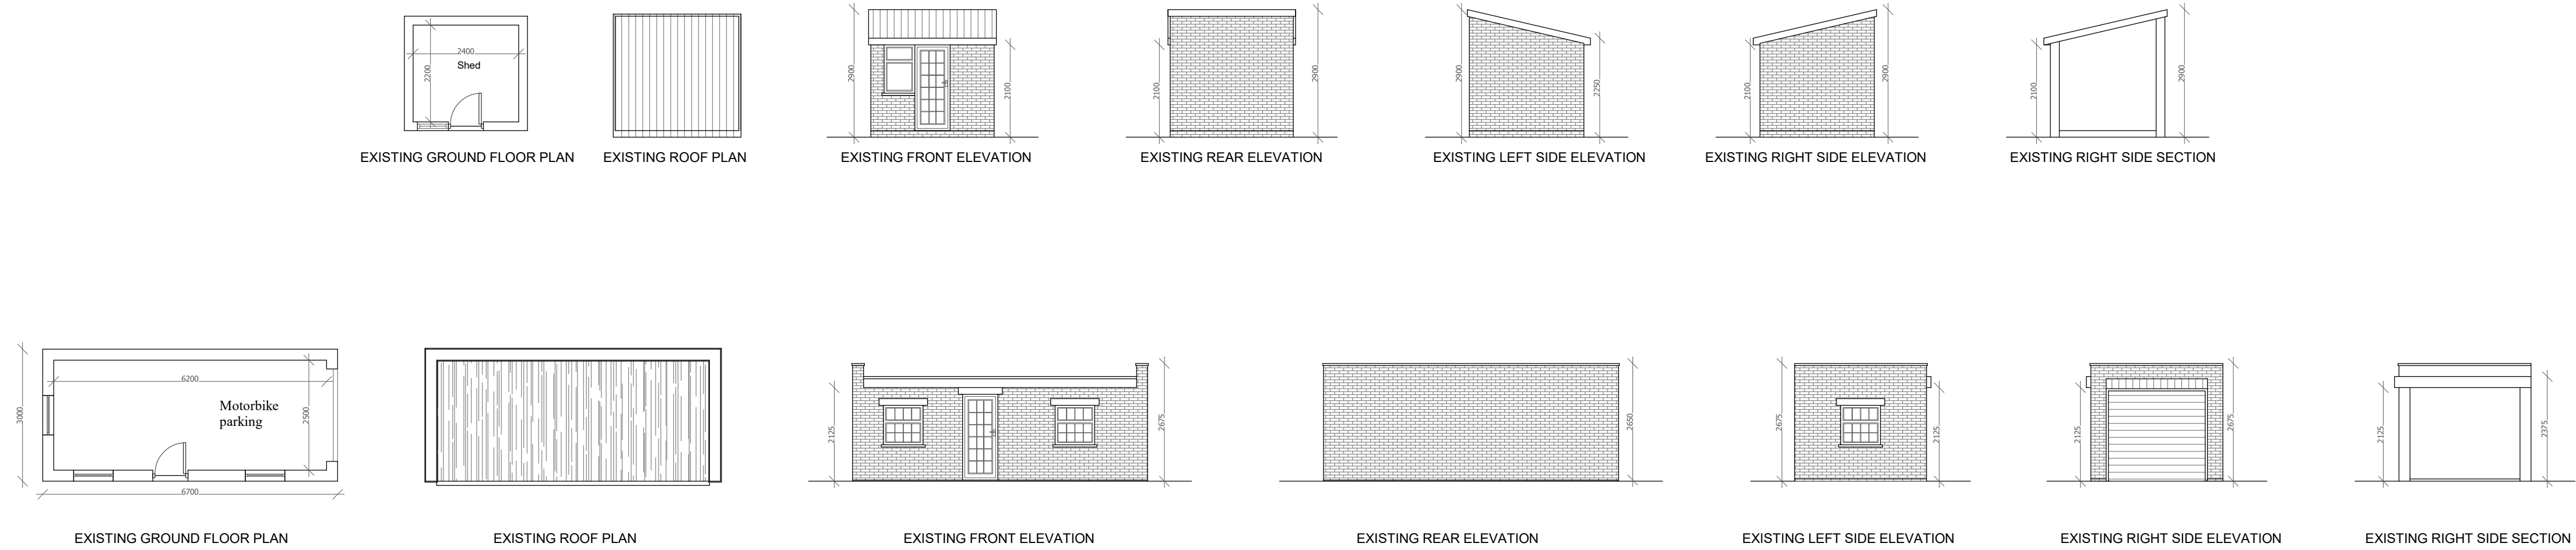 2400
Shed
2200
2900
2100
2100
2900
2900
2250
2100
2900
2100
2900
EXISTING GROUND FLOOR PLAN
EXISTING ROOF PLAN
EXISTING FRONT ELEVATION
EXISTING REAR ELEVATION
EXISTING LEFT SIDE ELEVATION
EXISTING RIGHT SIDE ELEVATION
EXISTING RIGHT SIDE SECTION
3000
6200
Motorbike
parking
2500
6700
2125
2675
2650
2675
2125
2125
2675
2125
2375
EXISTING GROUND FLOOR PLAN
EXISTING ROOF PLAN
EXISTING FRONT ELEVATION
EXISTING REAR ELEVATION
EXISTING LEFT SIDE ELEVATION
EXISTING RIGHT SIDE ELEVATION
EXISTING RIGHT SIDE SECTION